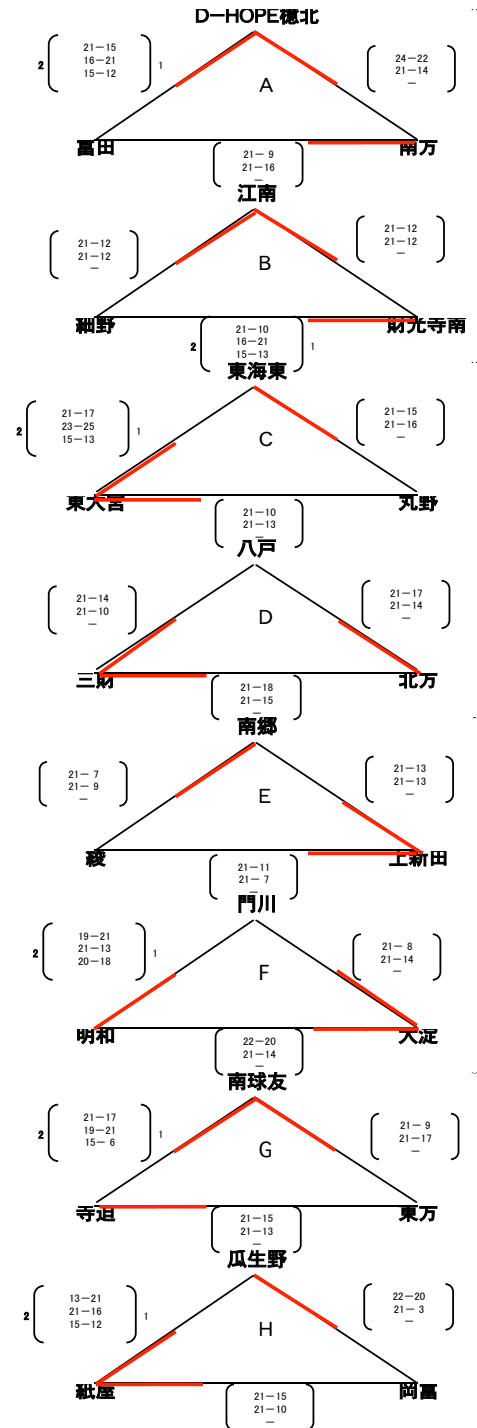 D－HOPE穂北
2 21－15 1
16－21
15－12
24－22
21－14
－
A
富田
南方
21－ 9
21－16
－
江南
21－12
21－12
－
21－12
21－12
－
B
細野
財光寺南
2 21－10 1
16－21
15－13
東海東
2 21－17 1
23－25
15－13
21－15
21－16
－
C
東大宮
丸野
21－10
21－13
－
八戸
21－14
21－10
－
21－17
21－14
－
D
三財
北方
21－18
21－15
－
南郷
21－ 7
21－ 9
－
21－13
21－13
－
E
綾
上新田
21－11
21－ 7
－
門川
2 19－21 1
21－13
20－18
21－ 8
21－14
－
F
明和
大淀
22－20
21－14
－
南球友
2 21－17 1
19－21
15－ 6
21－ 9
21－17
－
G
寺迫
東方
21－15
21－13
－
瓜生野
2 13－21 1
21－16
15－12
22－20
21－ 3
－
H
紙屋
岡富
21－15
21－10
－